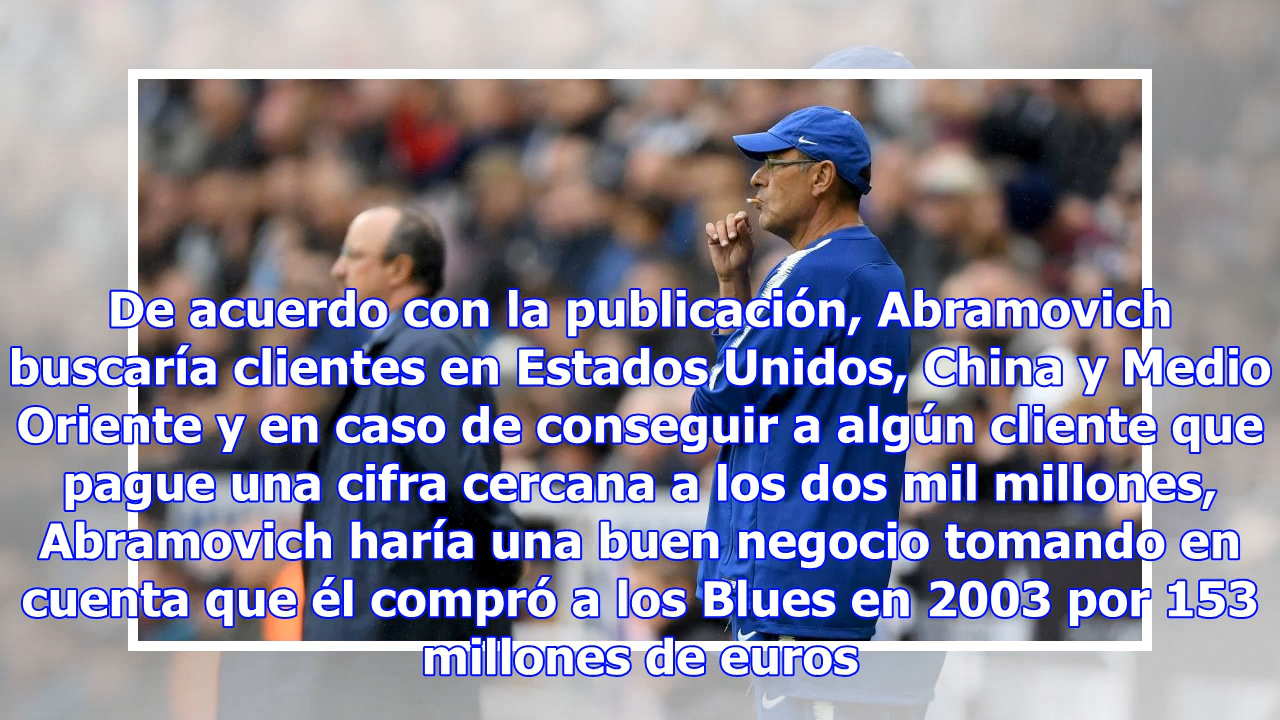 De acuerdo con la publicación, Abramovich
buscaría clientes en Estados Unidos, China y Medio
Oriente y en caso de conseguir a algún cliente que
pague una cifra cercana a los dos mil millones,
Abramovich haría una buen negocio tomando en
cuenta que él compró a los Blues en 2003 por 153
millones de euros